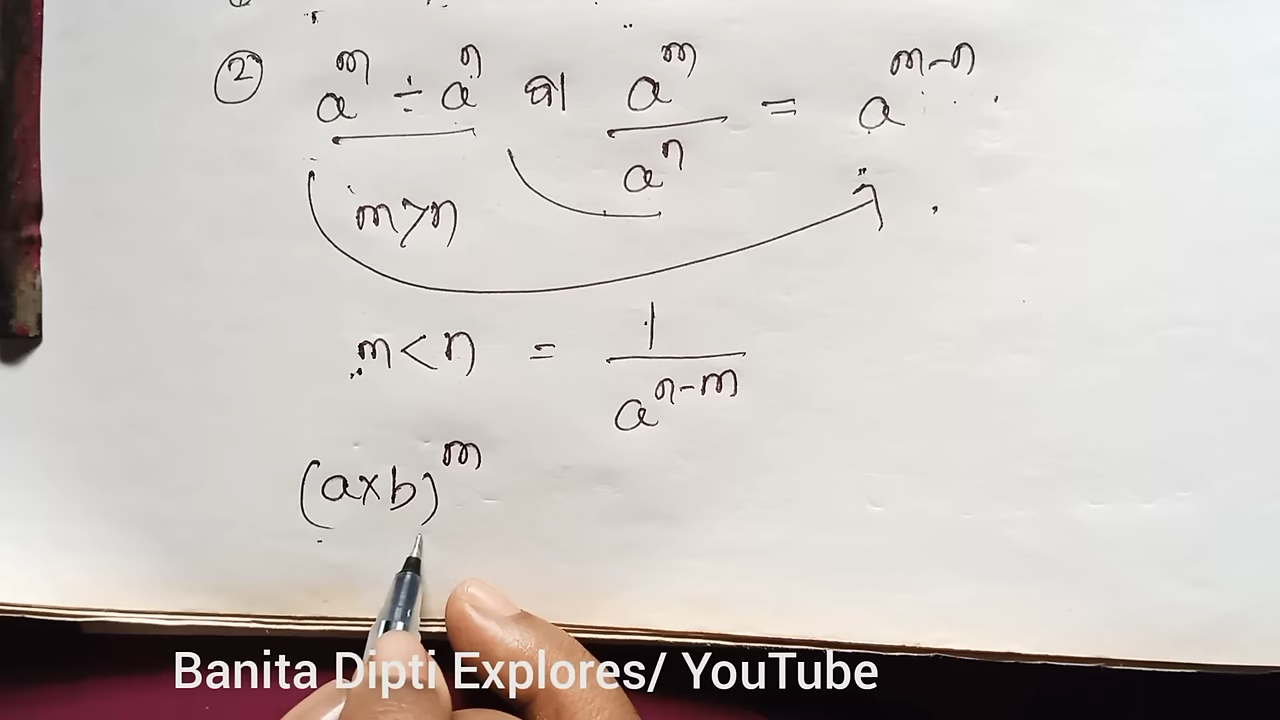 ② a^m ÷ a^n ବା a^m/a^n = a^(m-n)
m>n
m<n = 1/a^(n-m)
(a×b)^m
Banita Dipti Explores/ YouTube